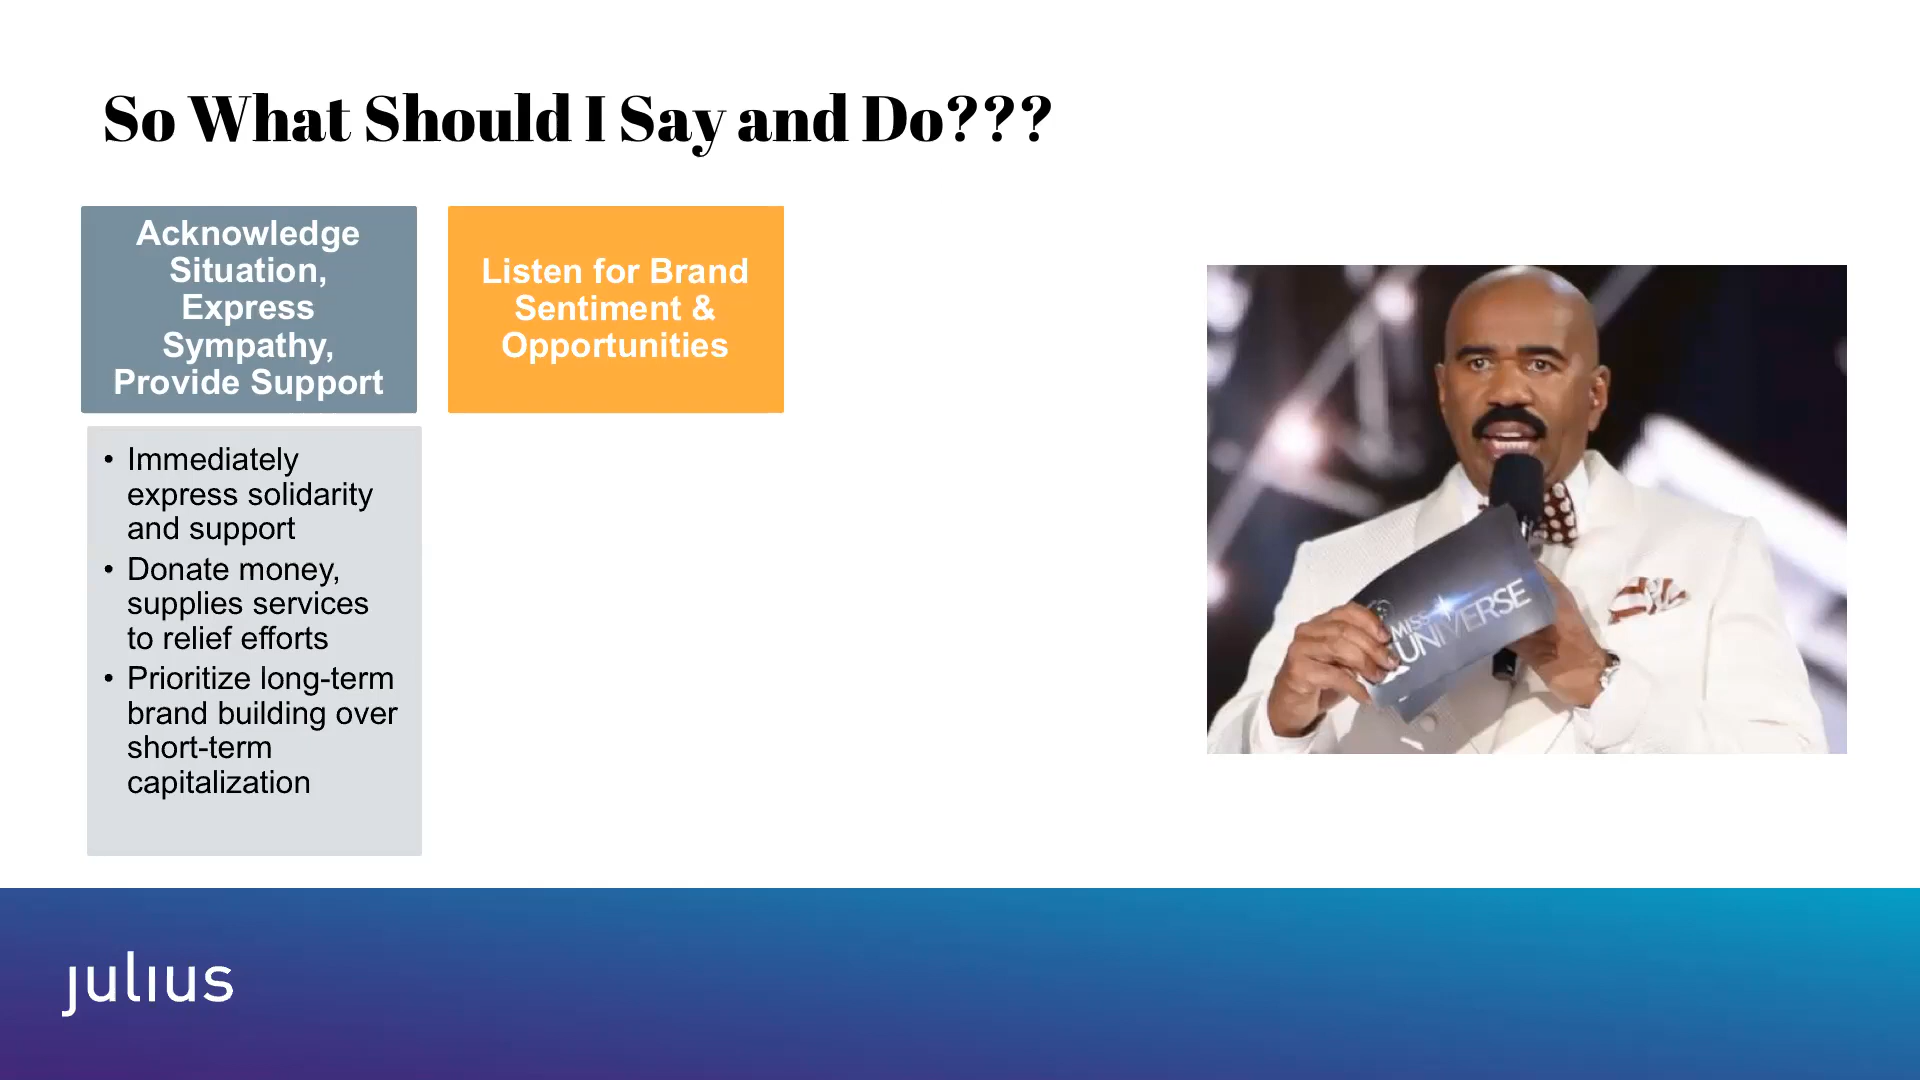 So What Should I Say and Do???
Acknowledge
Situation,
Express
Sympathy,
Provide Support
Listen for Brand
Sentiment &
Opportunities
• Immediately
express solidarity
and support
• Donate money,
supplies services
to relief efforts
• Prioritize long-term
brand building over
short-term
capitalization
MISS
UNIVERSE
julius